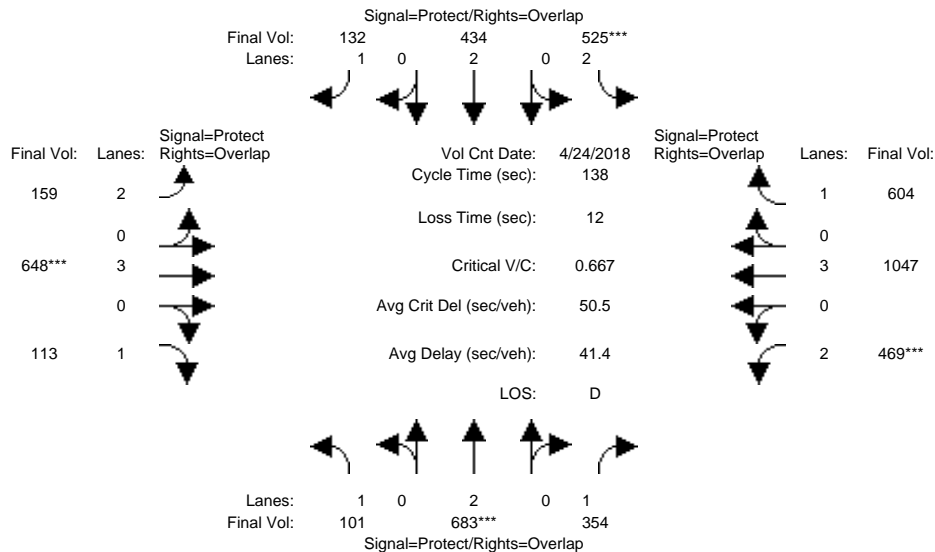 Signal=Protect/Rights=Overlap
Final Vol: 132 434 525***
Lanes: 1 0 2 0 2
Signal=Protect
Final Vol: Lanes: Rights=Overlap
Vol Cnt Date: 4/24/2018
Signal=Protect
Rights=Overlap Lanes: Final Vol:
Cycle Time (sec): 138
159 2
1 604
Loss Time (sec): 12
0
0
648*** 3
Critical V/C: 0.667
3 1047
0
Avg Crit Del (sec/veh): 50.5
0
113 1
Avg Delay (sec/veh): 41.4
2 469***
LOS: D
Lanes: 1 0 2 0 1
Final Vol: 101 683*** 354
Signal=Protect/Rights=Overlap